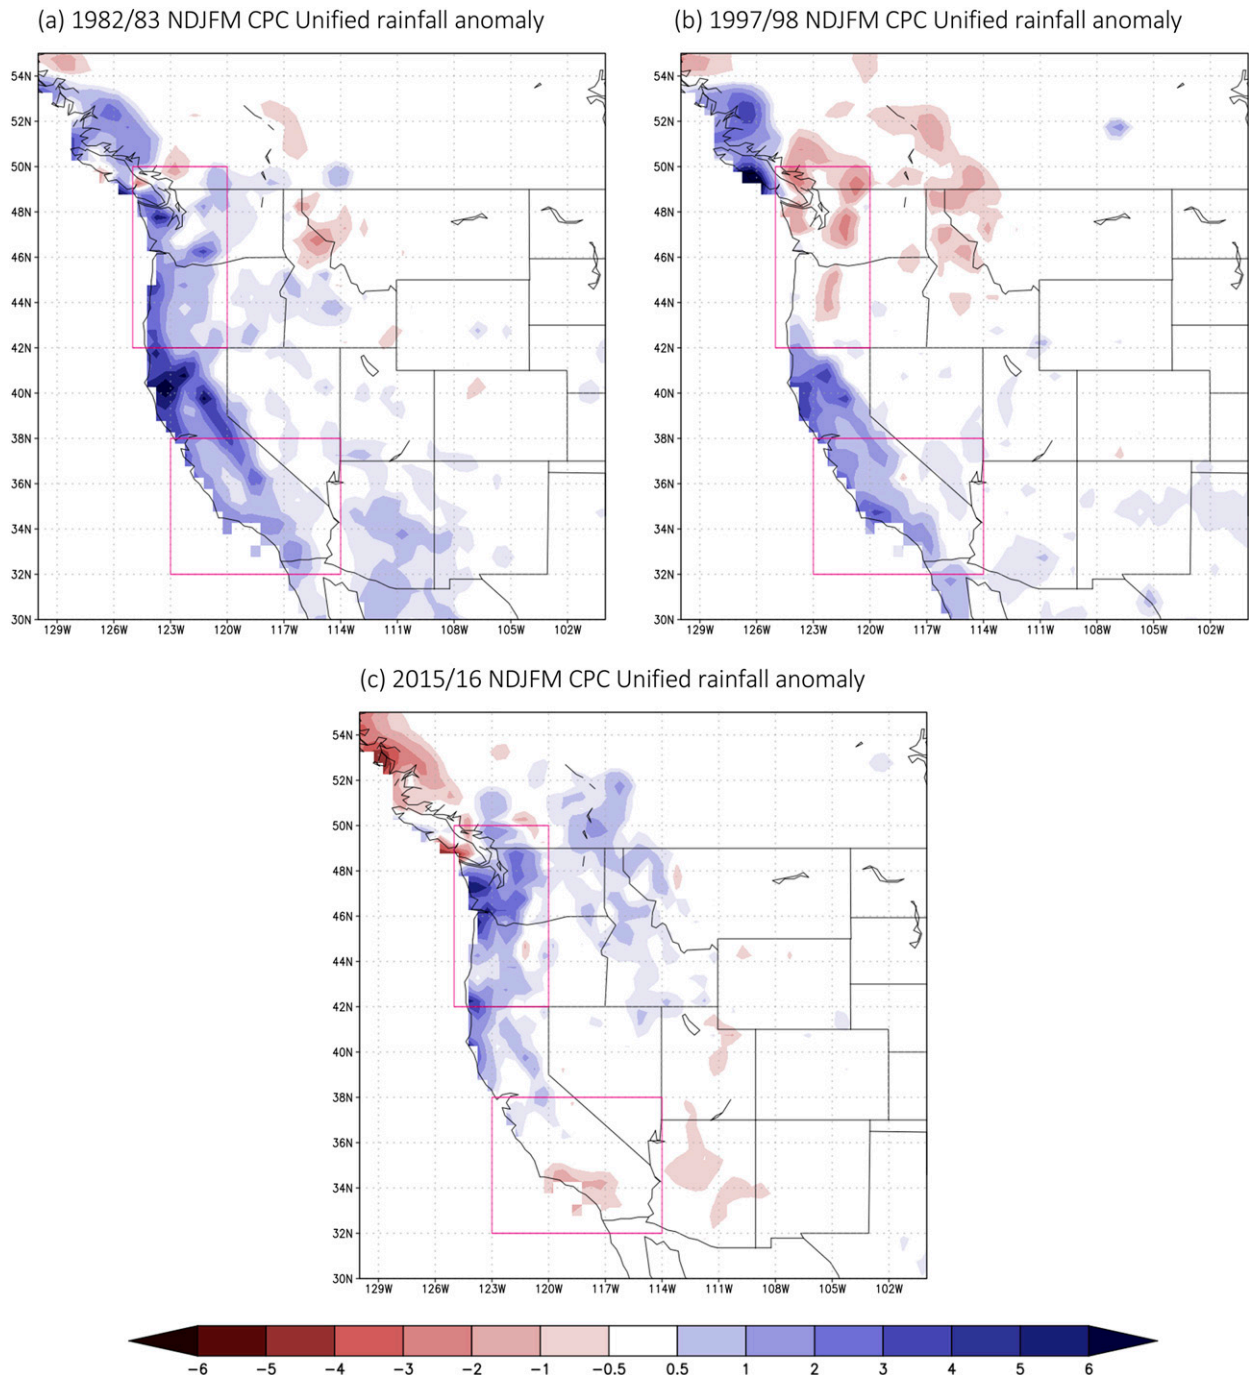 (a) 1982/83 NDJFM CPC Unified rainfall anomaly
(b) 1997/98 NDJFM CPC Unified rainfall anomaly
54N
52N
50N
48N
46N
44N
42N
40N
38N
36N
34N
32N
30N
129W 126W 123W 120W 117W 114W 111W 108W 105W 102W
54N
52N
50N
48N
46N
44N
42N
40N
38N
36N
34N
32N
30N
129W 126W 123W 120W 117W 114W 111W 108W 105W 102W
(c) 2015/16 NDJFM CPC Unified rainfall anomaly
54N
52N
50N
48N
46N
44N
42N
40N
38N
36N
34N
32N
30N
129W 126W 123W 120W 117W 114W 111W 108W 105W 102W
−6 −5 −4 −3 −2 −1 −0.5 0.5 1 2 3 4 5 6